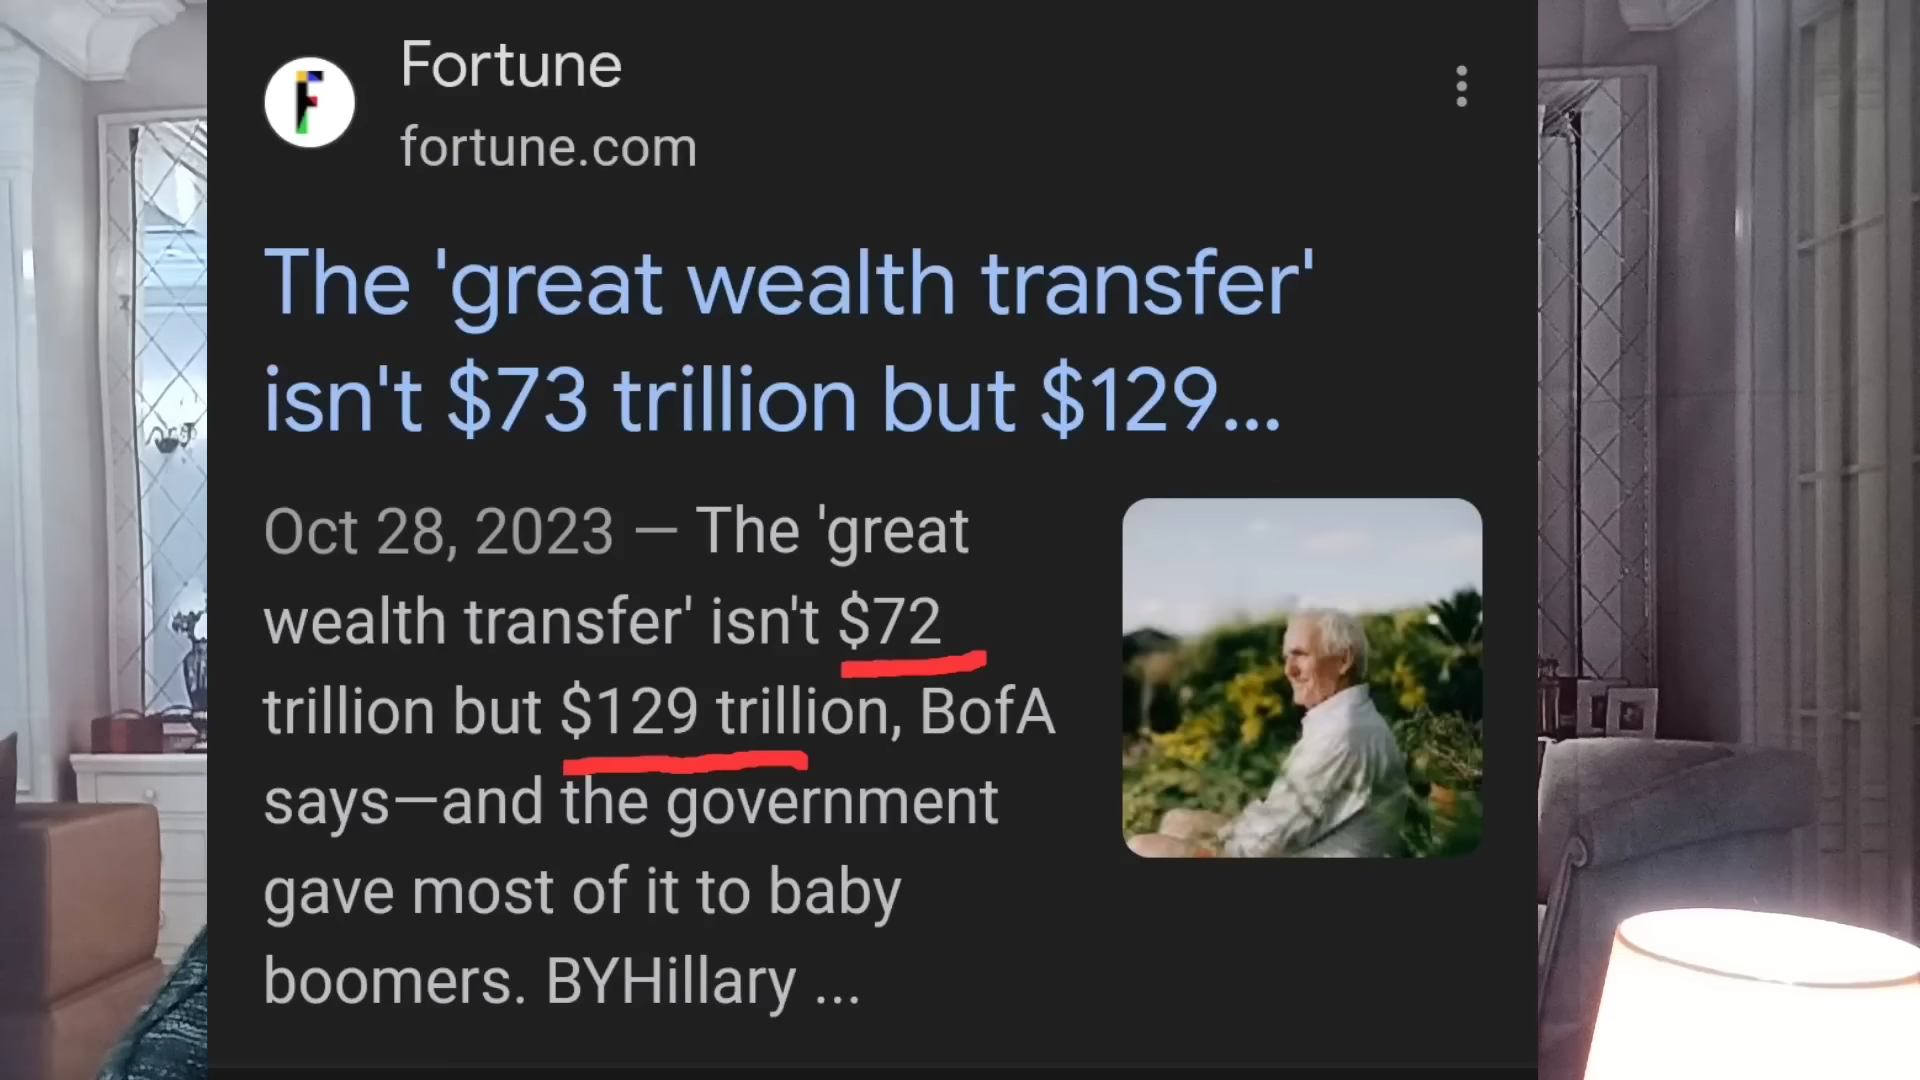 Fortune
fortune.com
The 'great wealth transfer'
isn't $73 trillion but $129...
Oct 28, 2023 — The 'great
wealth transfer' isn't $72
trillion but $129 trillion, BofA
says—and the government
gave most of it to baby
boomers. BYHillary ...